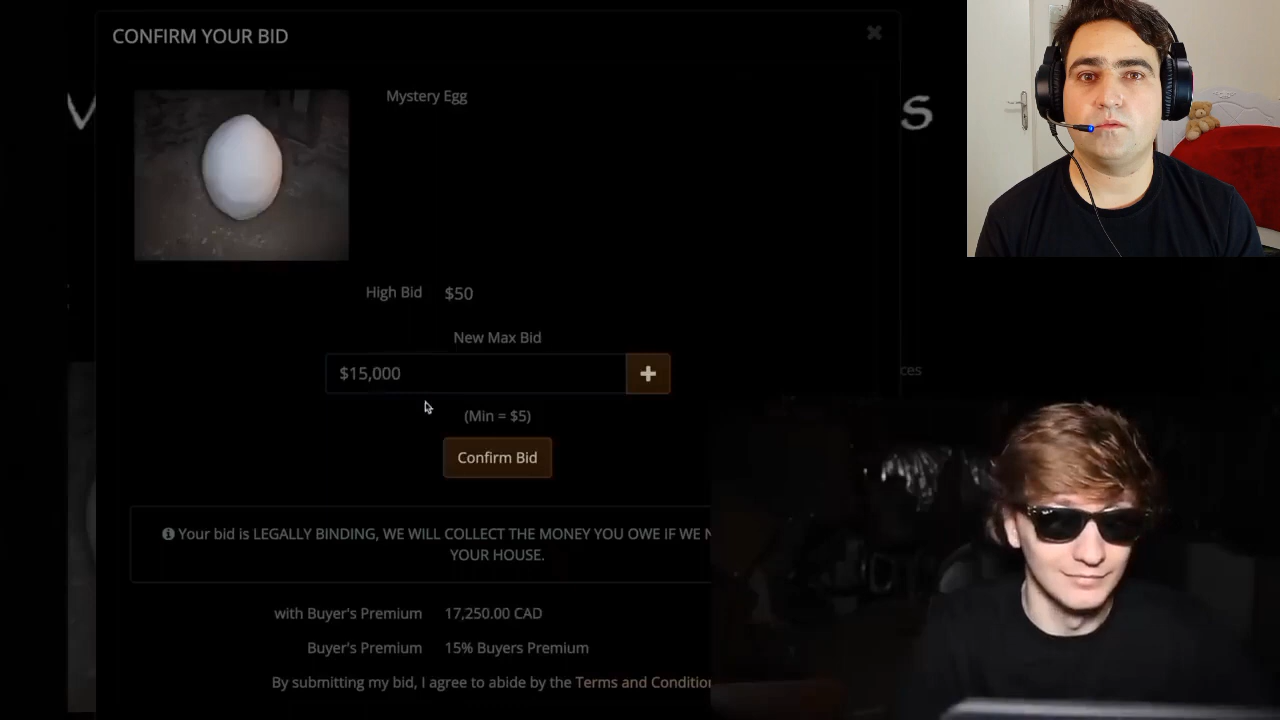 CONFIRM YOUR BID
Mystery Egg
High Bid $50
New Max Bid
$15,000
(Min = $5)
Confirm Bid
Your bid is LEGALLY BINDING, WE WILL COLLECT THE MONEY YOU OWE IF WE
YOUR HOUSE.
with Buyer's Premium 17,250.00 CAD
Buyer's Premium 15% Buyers Premium
By submitting my bid, I agree to abide by the Terms and